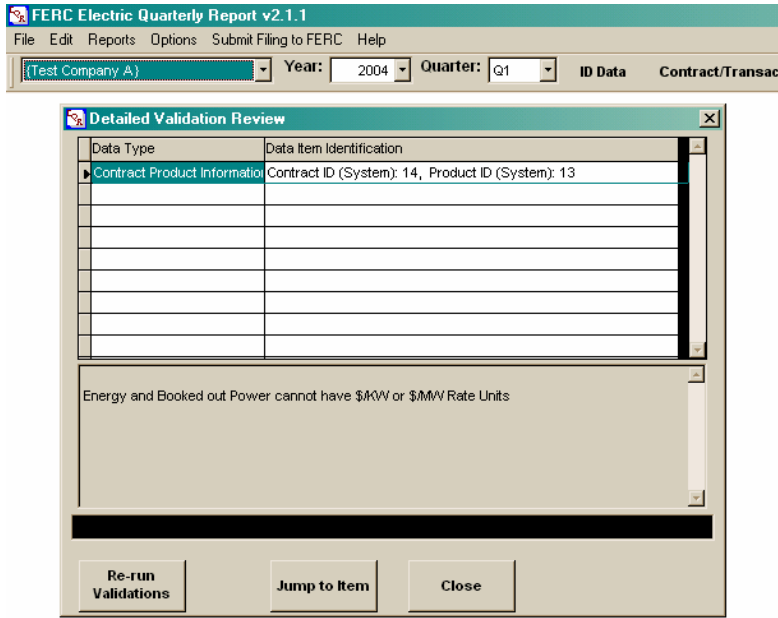 FERC Electric Quarterly Report v2.1.1
File Edit Reports Options Submit Filing to FERC Help
{Test Company A} Year: 2004 Quarter: Q1 ID Data Contract/Transac
Detailed Validation Review
Data Type Data Item Identification
Contract Product Informatio Contract ID (System): 14, Product ID (System): 13
Energy and Booked out Power cannot have $/KW or $/MW Rate Units
Re-run
Validations
Jump to Item
Close